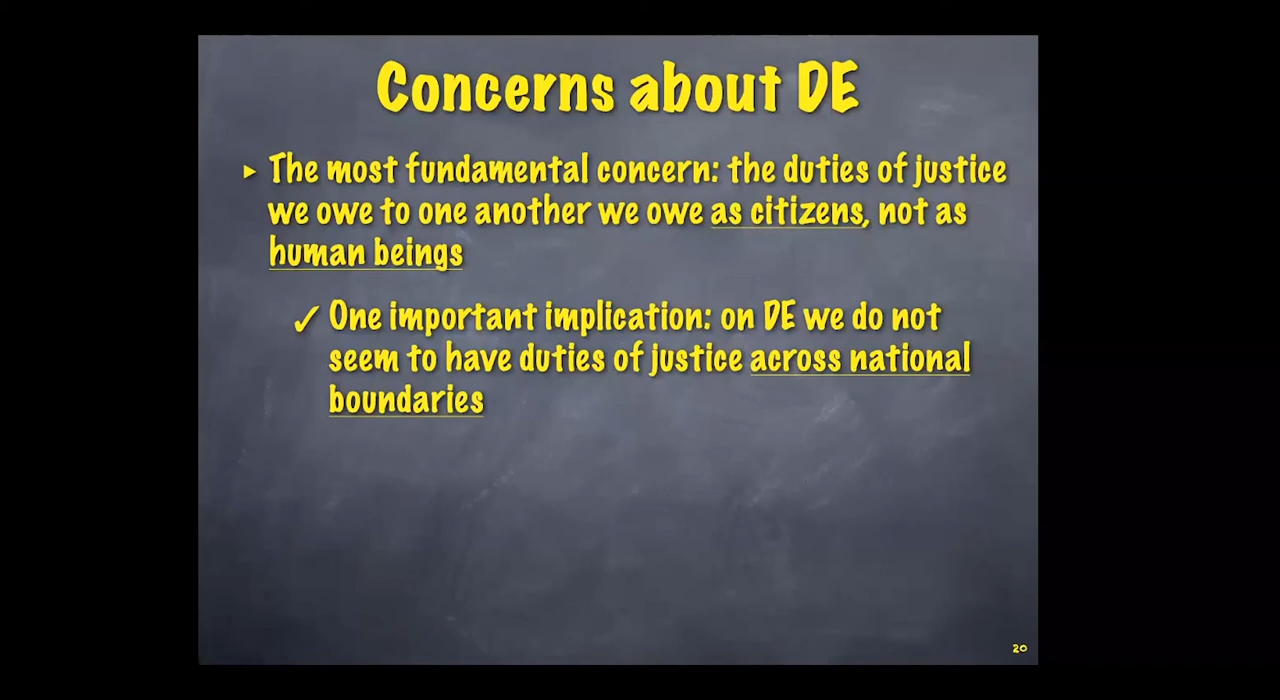 Concerns about DE
▸ The most fundamental concern: the duties of justice
we owe to one another we owe as citizens, not as
human beings
✓ One important implication: on DE we do not
seem to have duties of justice across national
boundaries
20